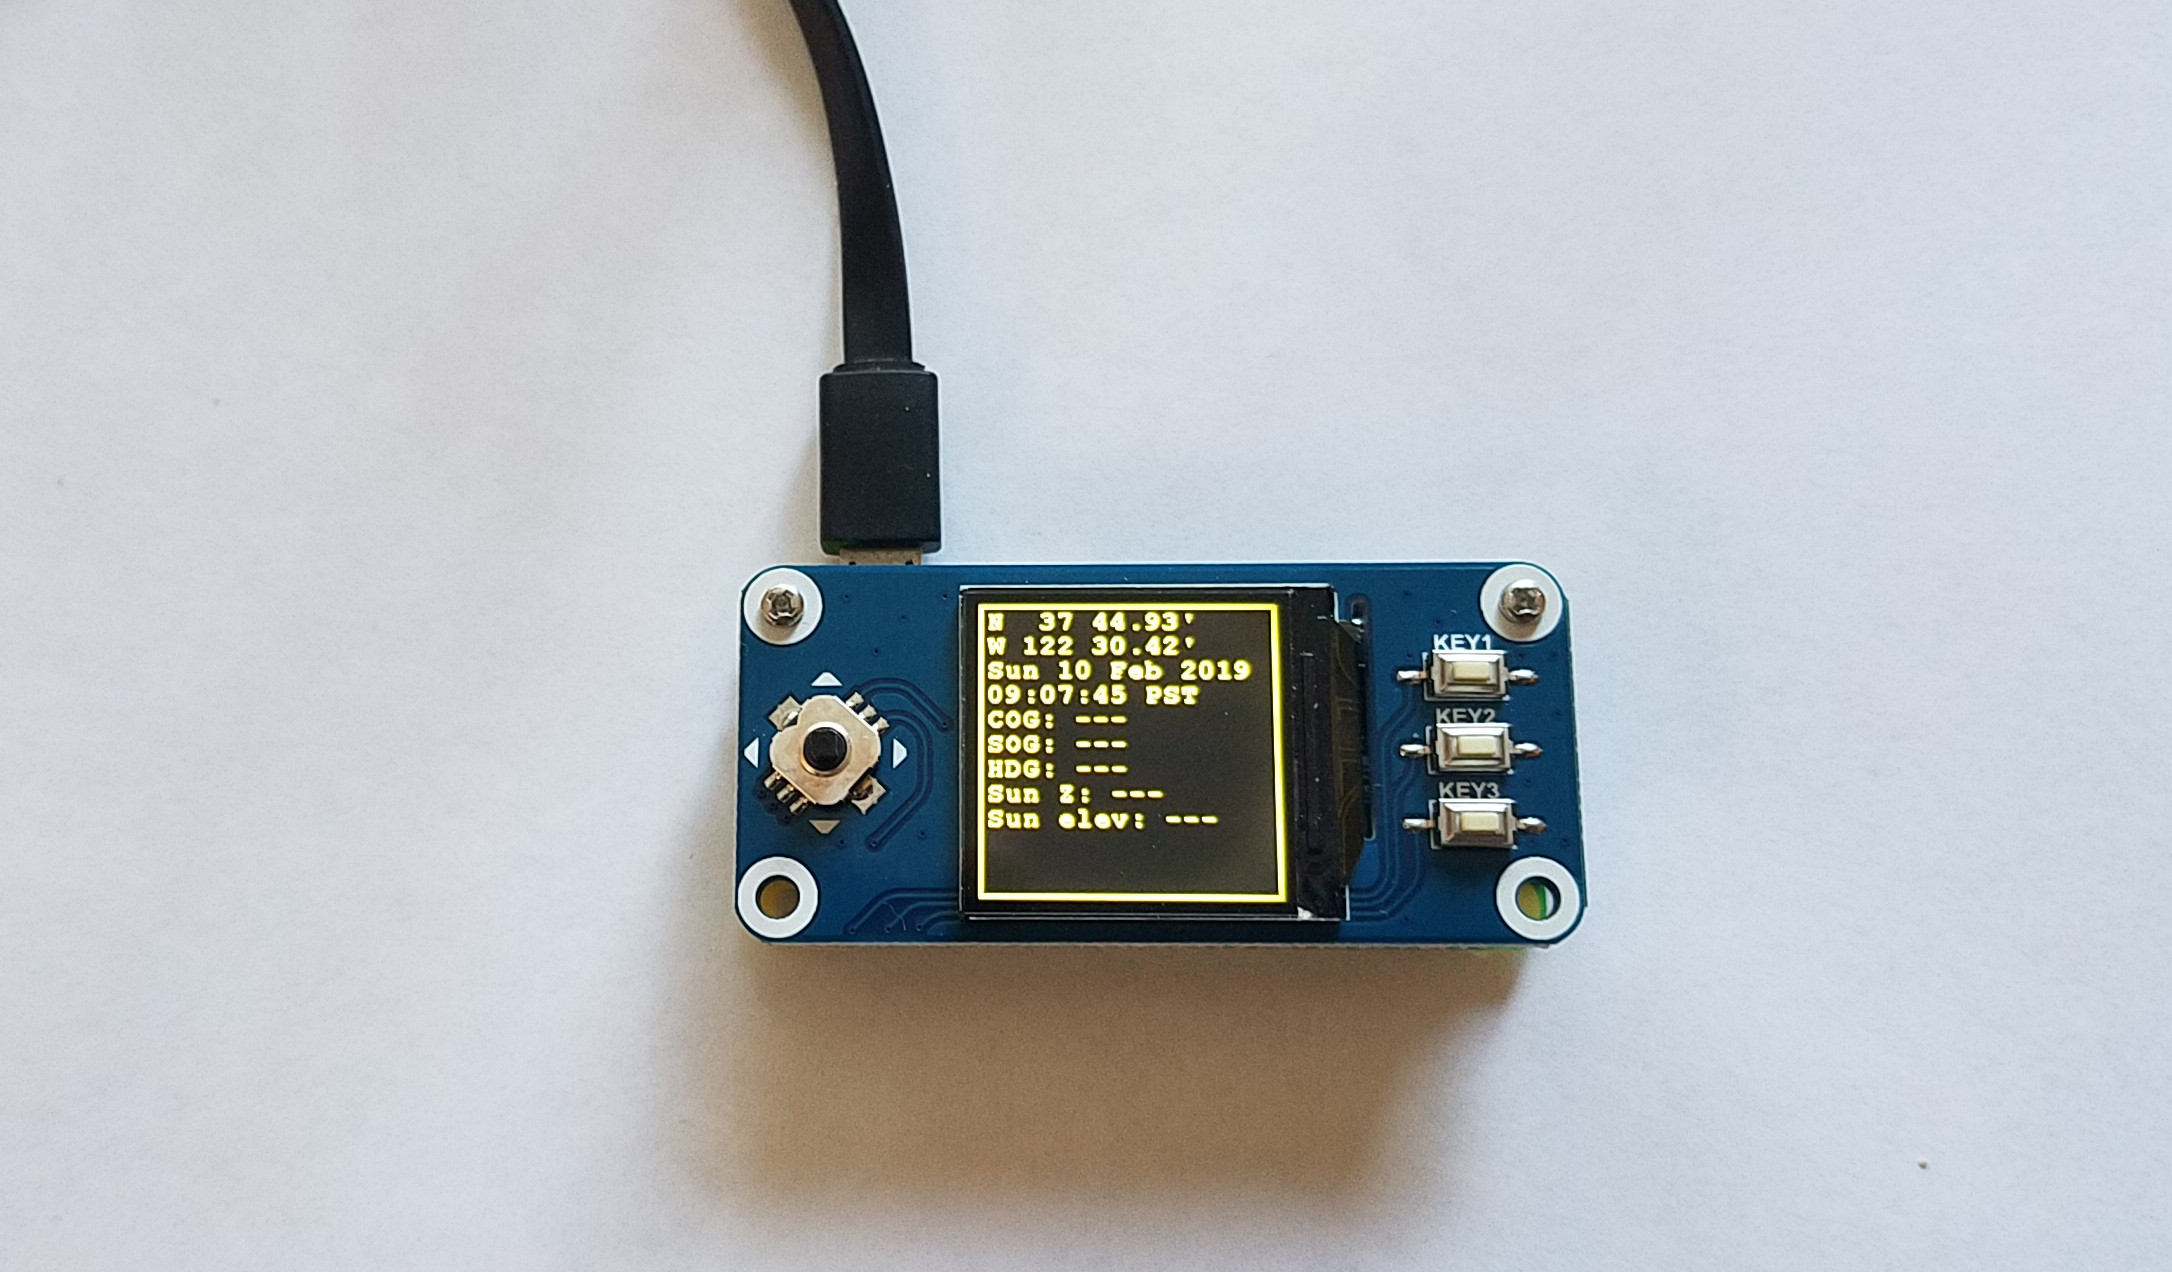 N  37 44.93'
W 122 30.42'
Sun 10 Feb 2019
09:07:45 PST
COG: ---
SOG: ---
HDG: ---
Sun Z: ---
Sun elev: ---
KEY1
KEY2
KEY3